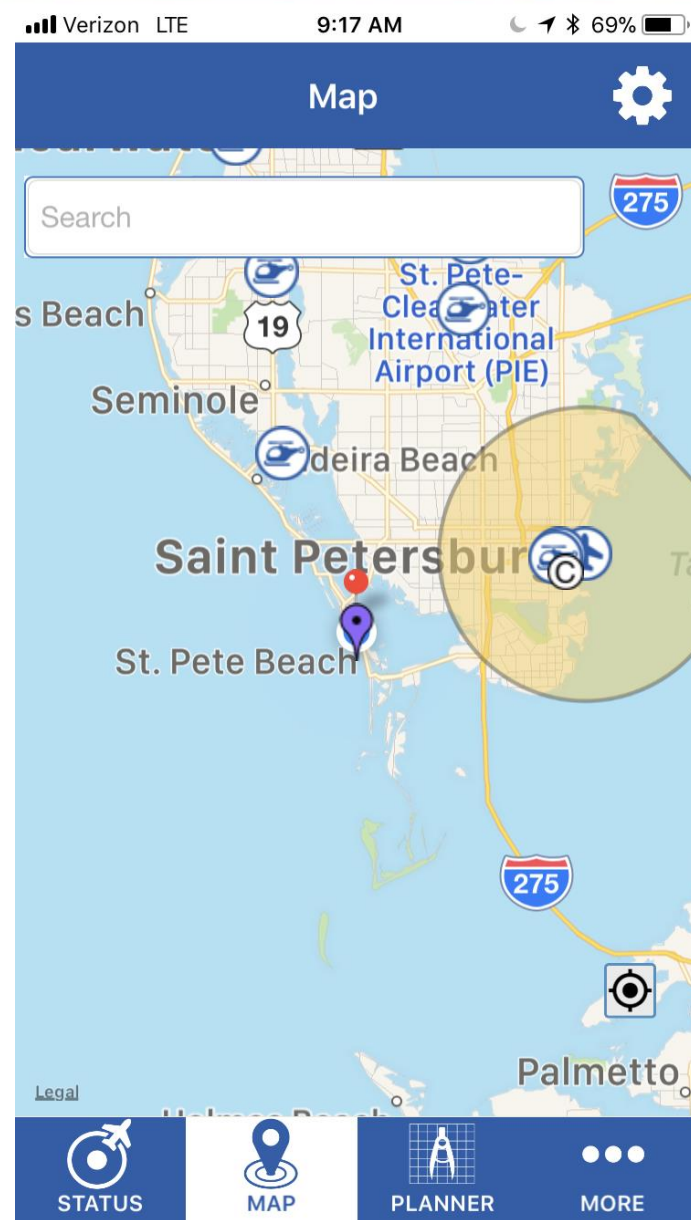 Verizon LTE 9:17 AM 69%
Map
Search
275
St. Pete-
Clearwater
International
Airport (PIE)
s Beach
19
Seminole
deira Beach
Saint Petersbur
C
St. Pete Beach
275
Palmetto
Legal
STATUS MAP PLANNER MORE